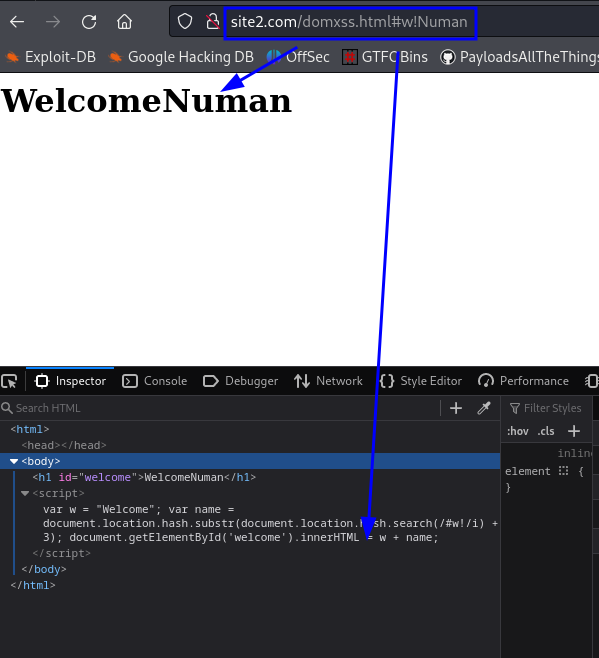 site2.com/domxss.html#w!Numan
Exploit-DB Google Hacking DB OffSec GTFOBins PayloadsAllTheThings
WelcomeNuman
Inspector Console Debugger Network Style Editor Performance
Search HTML + Filter Styles
:hov .cls +
<html>
<head></head>
<body>
<h1 id="welcome">WelcomeNuman</h1>
<script>
var w = "Welcome"; var name =
document.location.hash.substr(document.location.hash.search(/#w!/i) +
3); document.getElementById('welcome').innerHTML = w + name;
</script>
</body>
</html>
inline
element {
}